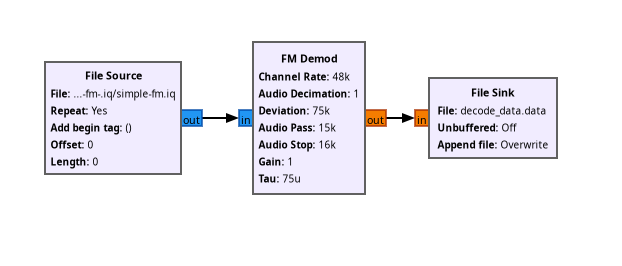 File Source
File: ...-fm-.iq/simple-fm.iq
Repeat: Yes
Add begin tag: ()
Offset: 0
Length: 0
out
in
FM Demod
Channel Rate: 48k
Audio Decimation: 1
Deviation: 75k
Audio Pass: 15k
Audio Stop: 16k
Gain: 1
Tau: 75u
out
in
File Sink
File: decode_data.data
Unbuffered: Off
Append file: Overwrite